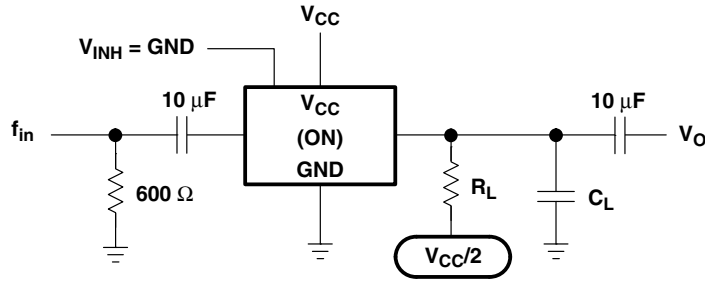 VCC
VINH = GND
10 μF
VCC
10 μF
fin
(ON)
VO
GND
600 Ω
RL
CL
VCC/2